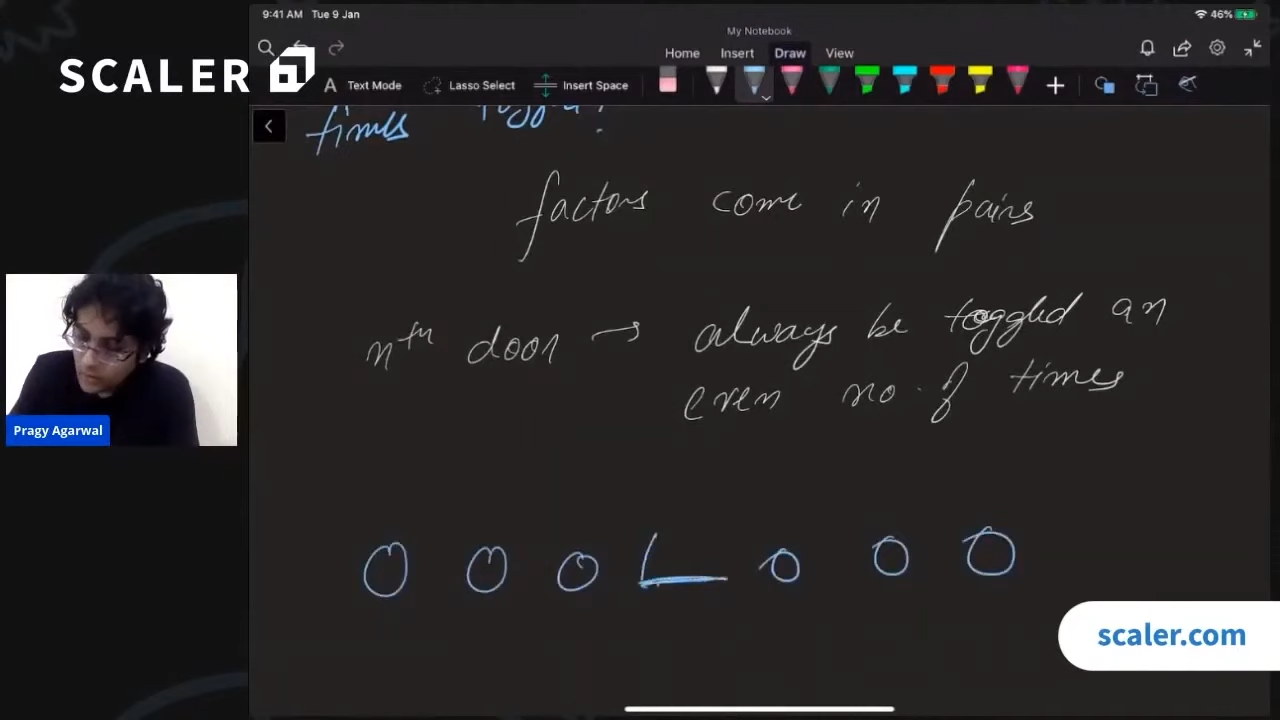 9:41 AM Tue 9 Jan
46%
My Notebook
Home Insert Draw View
SCALER
A Text Mode Lasso Select Insert Space
times toggled?
factors come in pairs
nth door → always be toggled an
even no. of times
Pragy Agarwal
O O O L O O O
scaler.com